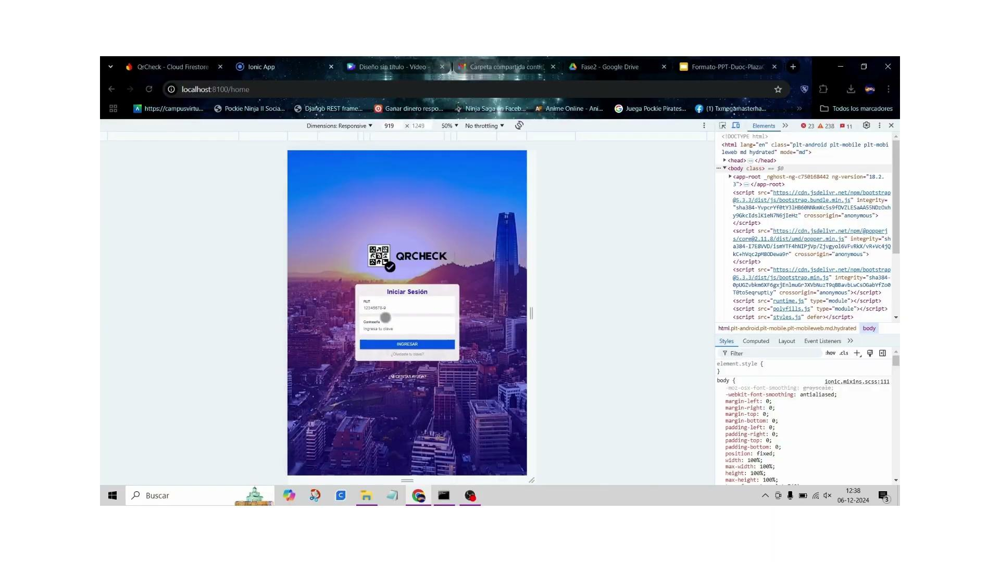 QrCheck - Cloud Firestore
Ionic App
Diseño sin título - Vídeo -
Carpeta compartida conti
Fase2 - Google Drive
Formato-PPT-Duoc-Plaza
localhost:8100/home
https://campusvirtu...
Pockie Ninja II Socia...
Django REST frame...
Ganar dinero respo...
Ninja Saga en Faceb...
Anime Online - Ani...
Juega Pockie Pirates...
(1) Txmegamasterha...
Todos los marcadores
Dimensions: Responsive
919 × 1249
50%
No throttling
Elements
23
238
11
<!DOCTYPE html>
<html lang="en" class="plt-android plt-mobile plt-mobi
leweb md hydrated" mode="md">
<head> ... </head>
... <body class> == $0
<app-root _nghost-ng-c750168442 ng-version="18.2.
3"> ... </app-root>
<script src="https://cdn.jsdelivr.net/npm/bootstrap
@5.3.3/dist/js/bootstrap.bundle.min.js" integrity=
crossorigin="anonymous">
</script>
<script src="https://cdn.jsdelivr.net/npm/@popperj
s/core@2.11.8/dist/umd/popper.min.js" integrity="sh
crossorigin="anonymous">
</script>
<script src="https://cdn.jsdelivr.net/npm/bootstrap
@5.3.3/dist/js/bootstrap.min.js" integrity="sha384-
crossorigin="anonymous"></script>
<script src="runtime.js" type="module"></script>
<script src="polyfills.js" type="module"></script>
<script src="styles.js" defer></script>
html.plt-android.plt-mobile.plt-mobileweb.md.hydrated
body
Styles
Computed
Layout
Event Listeners
Filter
:hov
.cls
element.style {
}
body {
ionic.mixins.scss:111
-moz-osx-font-smoothing: grayscale;
-webkit-font-smoothing: antialiased;
margin-left: 0;
margin-right: 0;
margin-top: 0;
margin-bottom: 0;
padding-left: 0;
padding-right: 0;
padding-top: 0;
padding-bottom: 0;
position: fixed;
width: 100%;
max-width: 100%;
height: 100%;
max-height: 100%;
QRCHECK
Iniciar Sesión
RUT
12345678-9
Contraseña
Ingresa tu clave
INGRESAR
¿Olvidaste tu clave?
¿NECESITAS AYUDA?
Buscar
12:38
06-12-2024
3